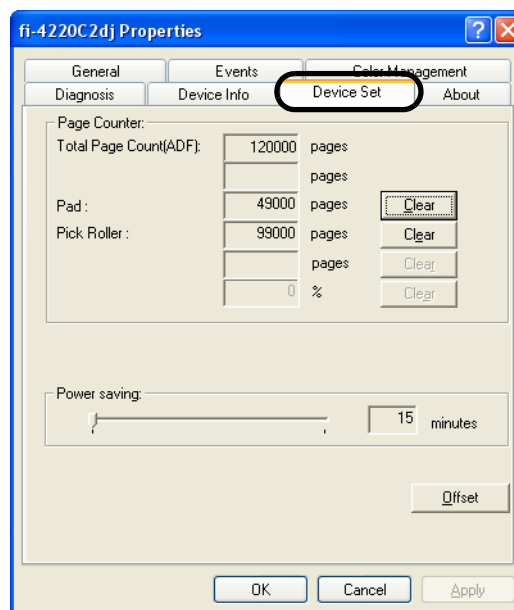 fi-4220C2dj Properties
General Events Color Management
Diagnosis Device Info Device Set About
Page Counter:
Total Page Count(ADF): 120000 pages
pages
Pad : 49000 pages Clear
Pick Roller : 99000 pages Clear
pages Clear
0 % Clear
Power saving:
15 minutes
Offset
OK Cancel Apply